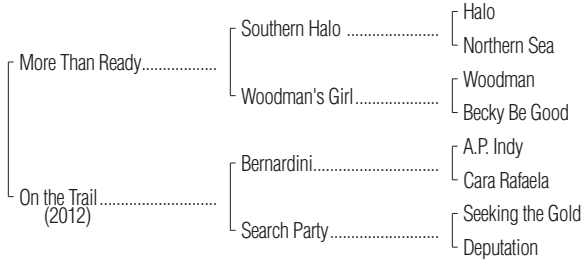 Halo
Southern Halo ...................
Northern Sea
More Than Ready...............
Woodman
Woodman's Girl.................
Becky Be Good
A.P. Indy
Bernardini.........................
Cara Rafaela
On the Trail.......................
(2012)
Seeking the Gold
Search Party......................
Deputation